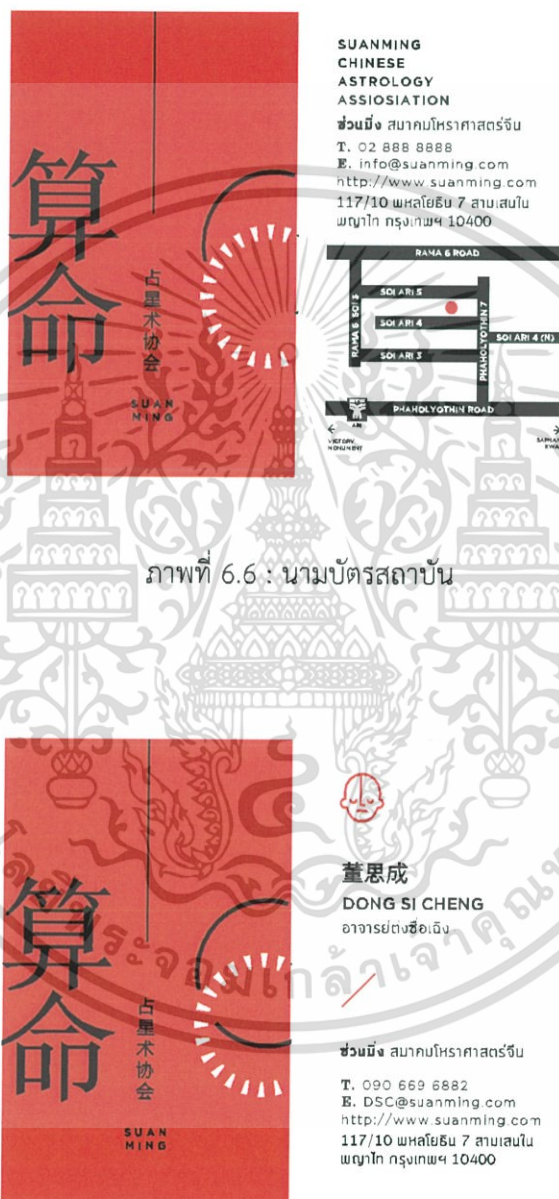 算命
占星术协会
SUAN
MING
SUANMING
CHINESE
ASTROLOGY
ASSIOSIATION
ช่วนมิ่ง สมาคมโหราศาสตร์จีน
T. 02 888 8888
E. info@suanming.com
http://www.suanming.com
117/10 พหลโยธิน 7 สามเสนใน
พญาไท กรุงเทพฯ 10400
RAMA 6 ROAD
RAMA 6 SOI 5
SOI ARI 5
SOI ARI 4
SOI ARI 3
PHAHOLYOTHIN 7
SOI ARI 4 (N)
PHAHOLYOTHIN ROAD
ARI
VICTORY
MONUMENT
ภาพที่ 6.6 : นามบัตรสถาบัน
算命
占星术协会
SUAN
MING
董思成
DONG SI CHENG
อาจารย์ต่งซือเฉิง
ช่วนมิ่ง สมาคมโหราศาสตร์จีน
T. 090 669 6882
E. DSC@suanming.com
http://www.suanming.com
117/10 พหลโยธิน 7 สามเสนใน
พญาไท กรุงเทพฯ 10400